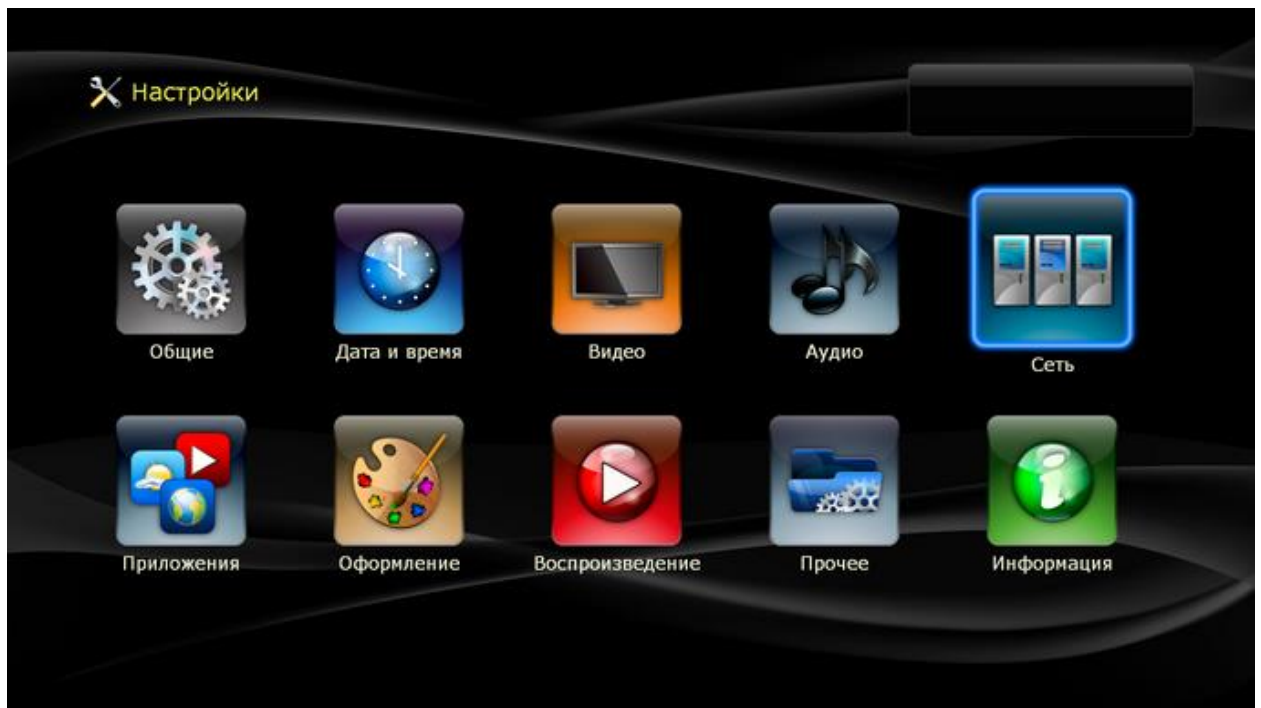 Настройки
Общие
Дата и время
Видео
Аудио
Сеть
Приложения
Оформление
Воспроизведение
Прочее
Информация